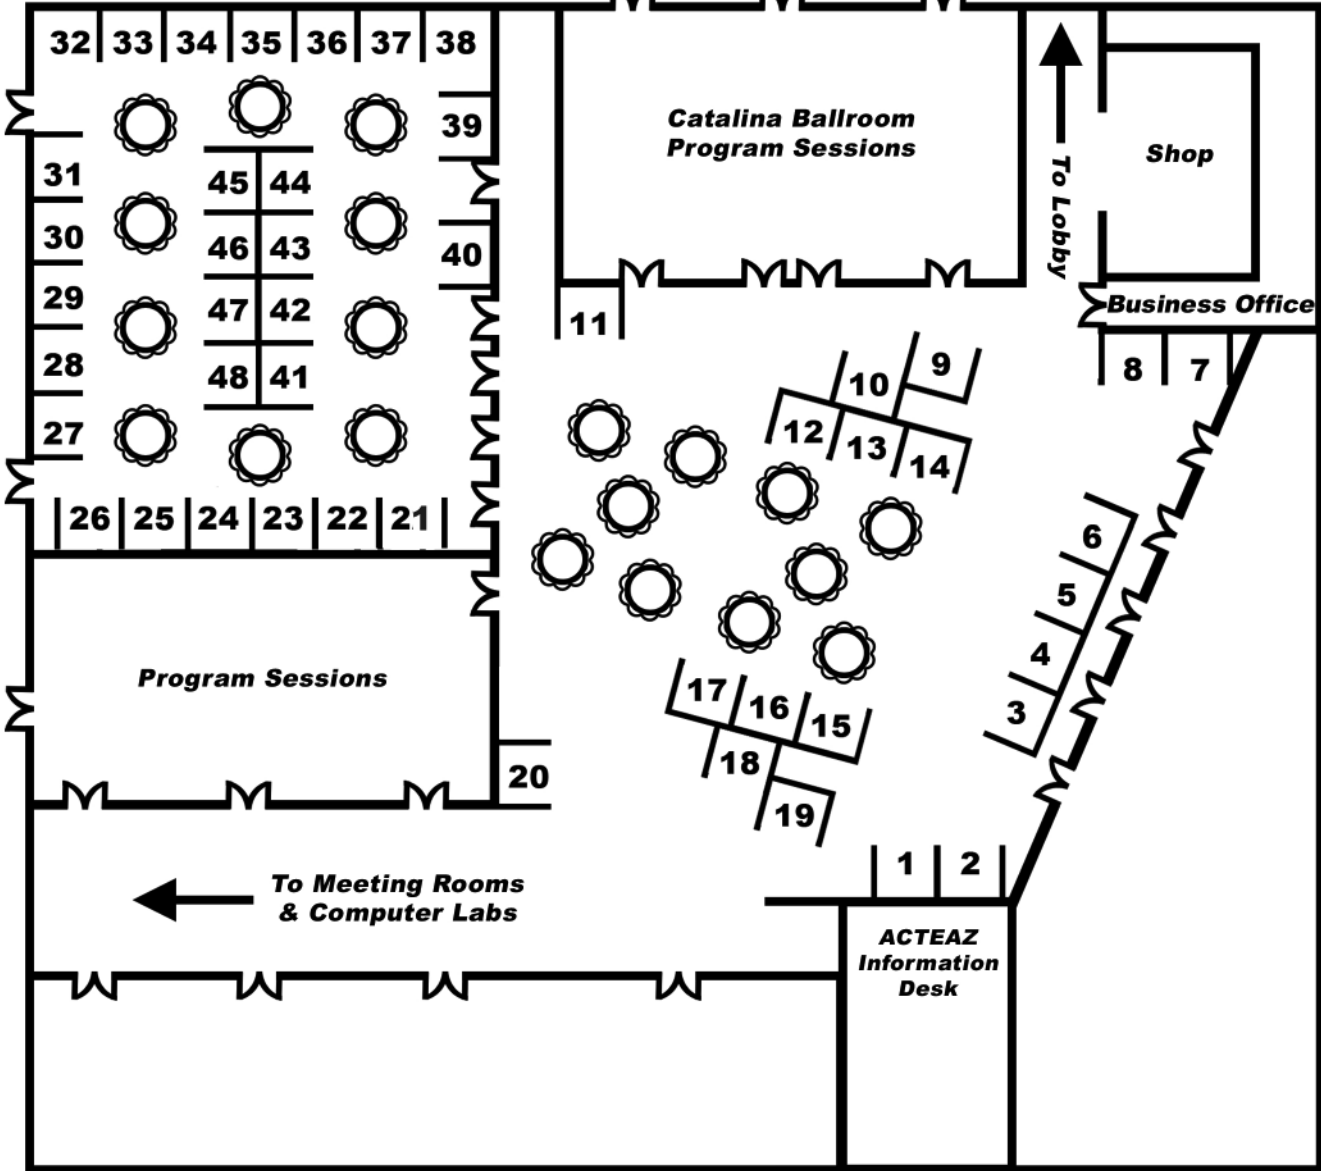 32 33 34 35 36 37 38
39
31
45 44
30
46 43
40
29
47 42
28
48 41
27
26 25 24 23 22 21
Catalina Ballroom
Program Sessions
To Lobby
Shop
Business Office
11
9
10
8 7
12
13
14
6
5
4
3
Program Sessions
17
16
15
18
19
20
1 2
To Meeting Rooms
& Computer Labs
ACTEAZ
Information
Desk